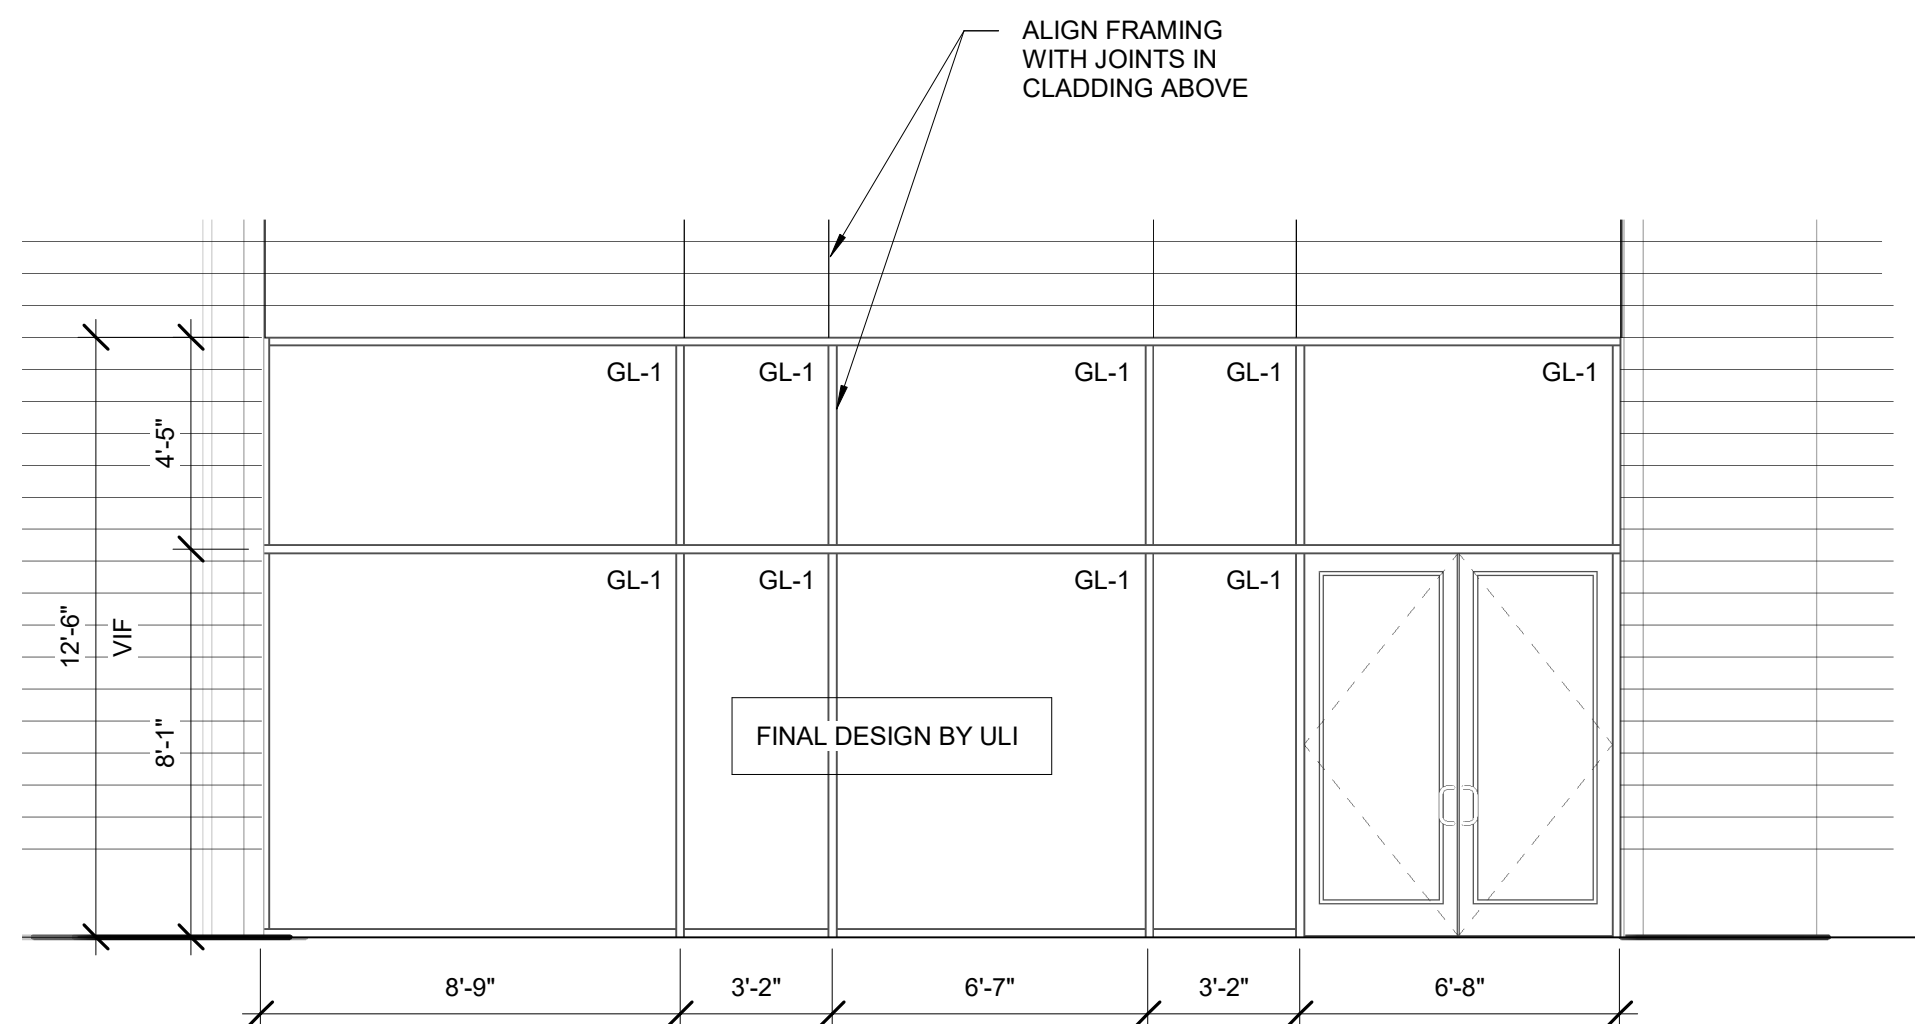 ALIGN FRAMING
WITH JOINTS IN
CLADDING ABOVE
GL-1 GL-1 GL-1 GL-1 GL-1
4'-5"
GL-1 GL-1 GL-1 GL-1
12'-6"
VIF
8'-1"
FINAL DESIGN BY ULI
8'-9" 3'-2" 6'-7" 3'-2" 6'-8"